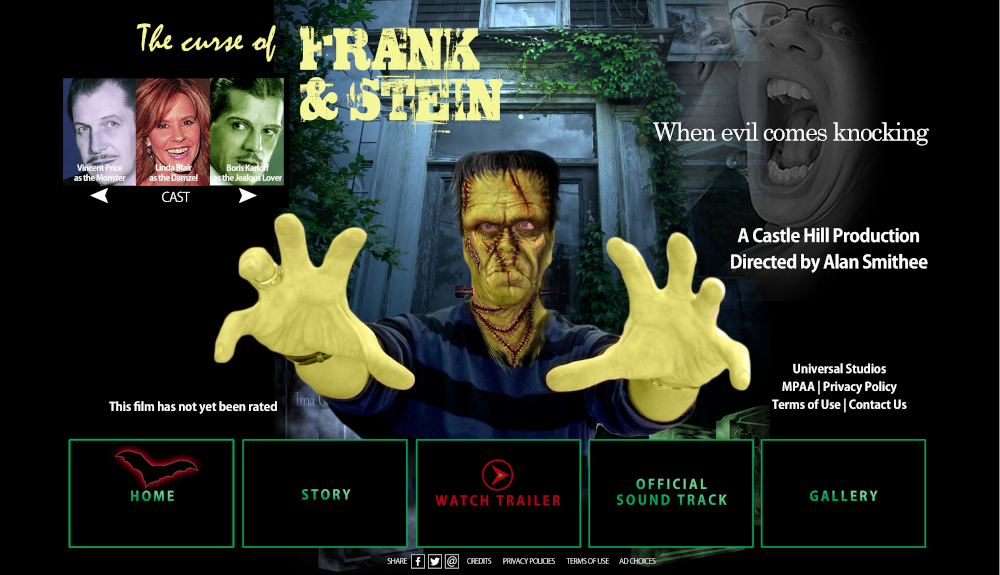 The curse of
FRANK
& STEIN
When evil comes knocking
Vincent Price
as the Monster
Linda Blair
as the Damzel
Boris Karloff
as the Jealous Lover
CAST
A Castle Hill Production
Directed by Alan Smithee
Universal Studios
MPAA | Privacy Policy
Terms of Use | Contact Us
This film has not yet been rated
HOME
STORY
WATCH TRAILER
OFFICIAL
SOUND TRACK
GALLERY
SHARE
CREDITS
PRIVACY POLICIES
TERMS OF USE
AD CHOICES